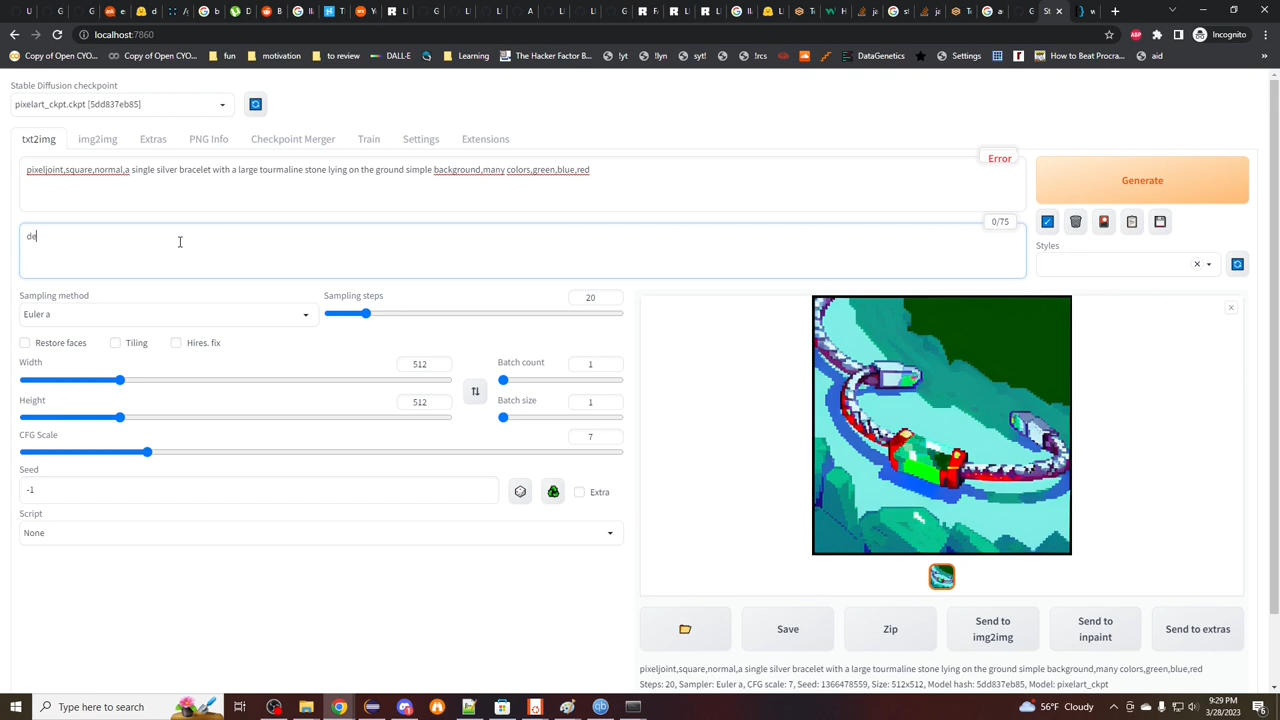 localhost:7860
Incognito
Copy of Open CYOU...
Copy of Open CYO...
fun
motivation
to review
DALL-E
Learning
The Hacker Factor B...
!yt
!lyn
syt!
!rcs
DataGenetics
Settings
How to Beat Procra...
aid
Stable Diffusion checkpoint
pixelart_ckpt.ckpt [5dd837eb85]
txt2img
img2img
Extras
PNG Info
Checkpoint Merger
Train
Settings
Extensions
pixeljoint,square,normal,a single silver bracelet with a large tourmaline stone lying on the ground simple background,many colors,green,blue,red
Error
Generate
de
0/75
Styles
Sampling method
Euler a
Sampling steps
20
Restore faces
Tiling
Hires. fix
Width
512
Batch count
1
Height
512
Batch size
1
CFG Scale
7
Seed
-1
Extra
Script
None
Save
Zip
Send to img2img
Send to inpaint
Send to extras
pixeljoint,square,normal,a single silver bracelet with a large tourmaline stone lying on the ground simple background,many colors,green,blue,red
Steps: 20, Sampler: Euler a, CFG scale: 7, Seed: 1366478559, Size: 512x512, Model hash: 5dd837eb85, Model: pixelart_ckpt
Type here to search
56°F Cloudy
9:29 PM
3/28/2023